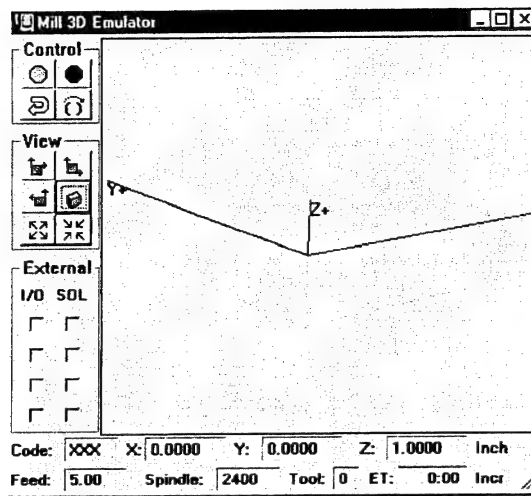 Mill 3D Emulator
Control
View
Y+
Z+
External
I/O SOL
Code: XXX X: 0.0000 Y: 0.0000 Z: 1.0000 Inch
Feed: 5.00 Spindle: 2400 Tool: 0 ET: 0:00 Incr